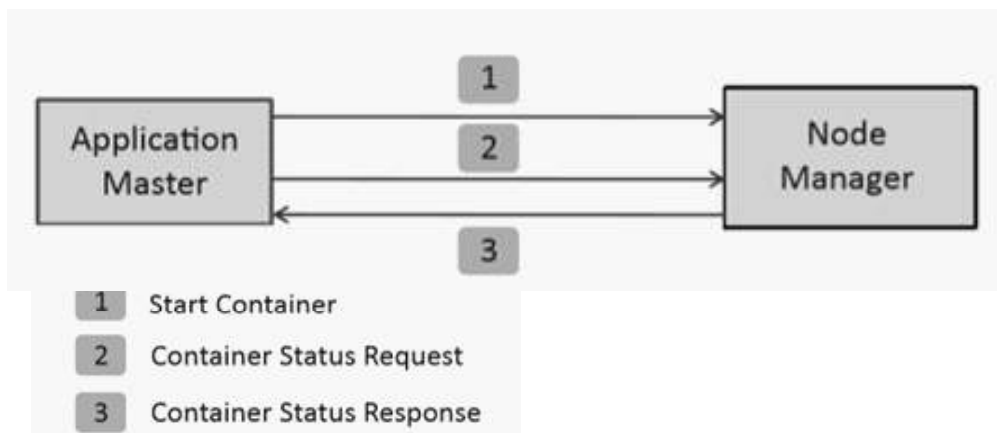 1
Application
Master
2
Node
Manager
3
1 Start Container
2 Container Status Request
3 Container Status Response